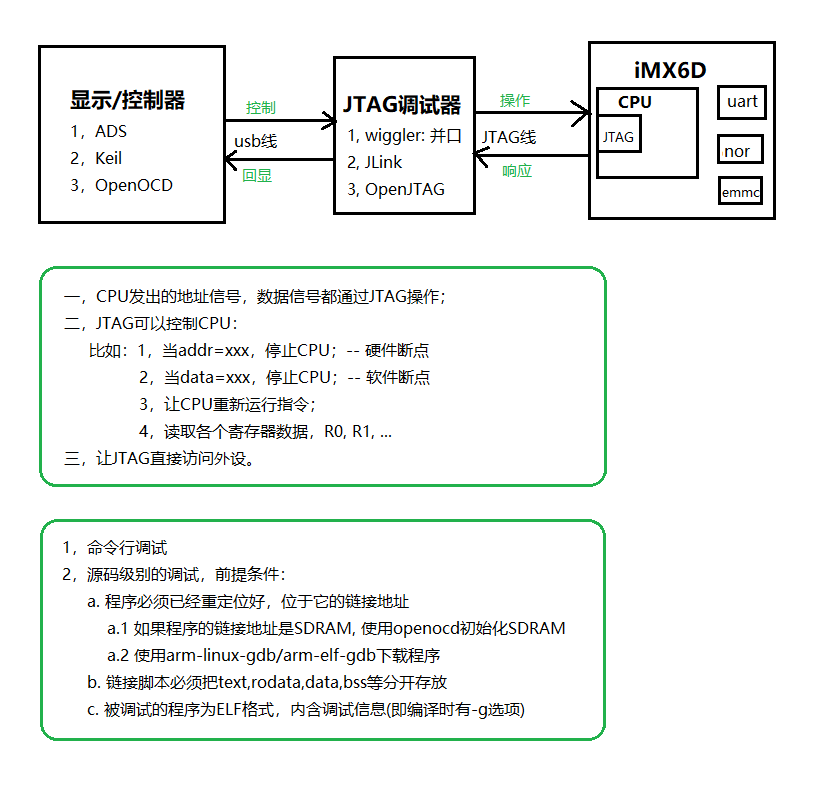 显示/控制器
1，ADS
2，Keil
3，OpenOCD
控制
usb线
回显
JTAG调试器
1, wiggler: 并口
2, JLink
3, OpenJTAG
操作
JTAG线
响应
iMX6D
CPU
JTAG
uart
nor
emmc
一，CPU发出的地址信号，数据信号都通过JTAG操作；
二，JTAG可以控制CPU：
比如：1，当addr=xxx，停止CPU；-- 硬件断点
2，当data=xxx，停止CPU；-- 软件断点
3，让CPU重新运行指令；
4，读取各个寄存器数据，R0, R1, ...
三，让JTAG直接访问外设。
1，命令行调试
2，源码级别的调试，前提条件：
a. 程序必须已经重定位好，位于它的链接地址
a.1 如果程序的链接地址是SDRAM, 使用openocd初始化SDRAM
a.2 使用arm-linux-gdb/arm-elf-gdb下载程序
b. 链接脚本必须把text,rodata,data,bss等分开存放
c. 被调试的程序为ELF格式，内含调试信息(即编译时有-g选项)